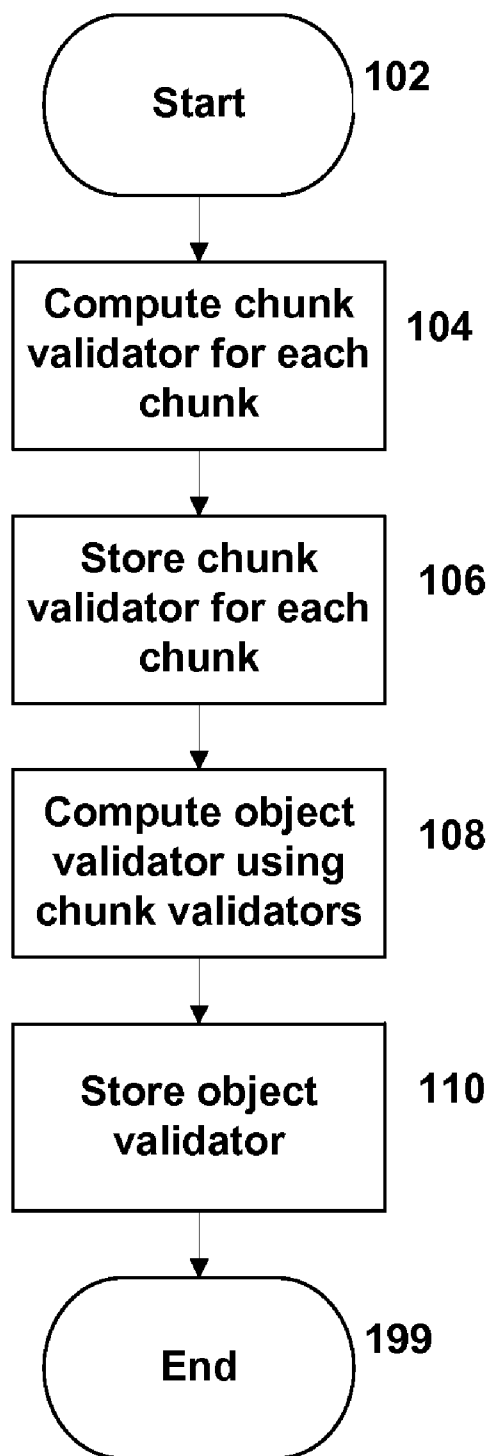 Start
102
Compute chunk
validator for each
chunk
104
Store chunk
validator for each
chunk
106
Compute object
validator using
chunk validators
108
Store object
validator
110
End
199